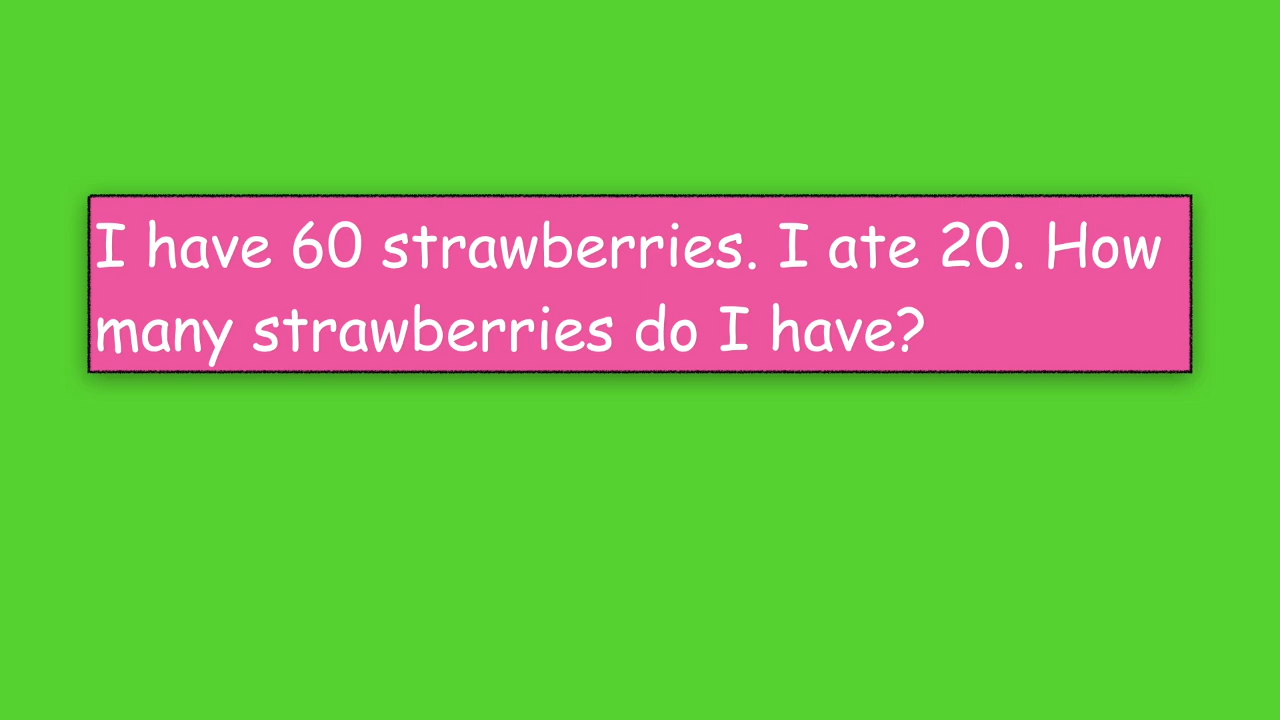 I have 60 strawberries. I ate 20. How
many strawberries do I have?